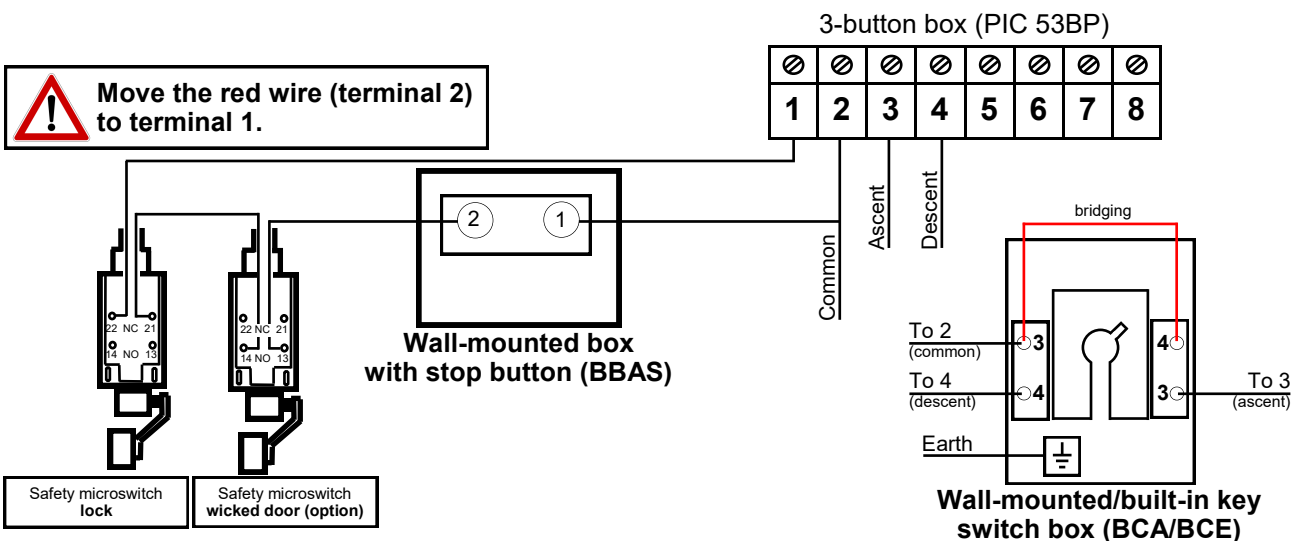 3-button box (PIC 53BP)
1 2 3 4 5 6 7 8
Move the red wire (terminal 2)
to terminal 1.
2 1
Common
Ascent
Descent
bridging
22 NC 21
14 NO 13
22 NC 21
14 NO 13
Wall-mounted box
with stop button (BBAS)
To 2
(common)
To 4
(descent)
Earth
3
4
4
3
To 3
(ascent)
Safety microswitch
lock
Safety microswitch
wicked door (option)
Wall-mounted/built-in key
switch box (BCA/BCE)